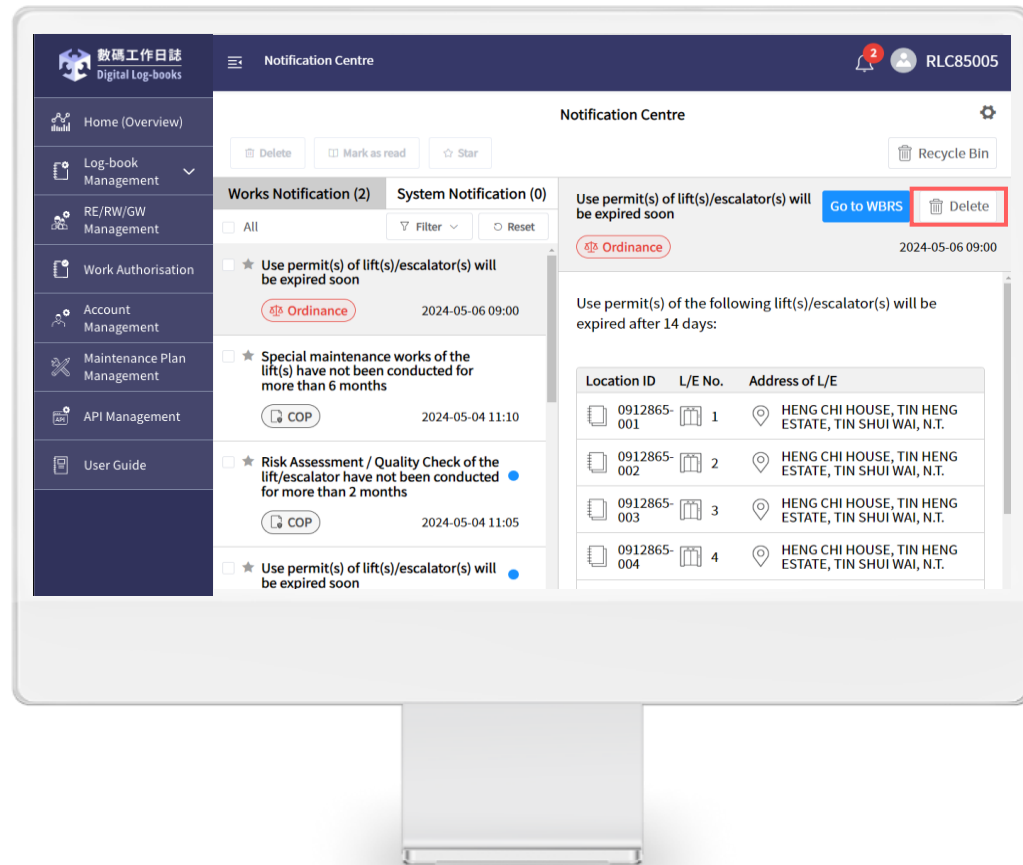 數碼工作日誌
Digital Log-books
Notification Centre
2
RLC85005
Home (Overview)
Log-book
Management
RE/RW/GW
Management
Work Authorisation
Account
Management
Maintenance Plan
Management
API
API Management
User Guide
Notification Centre
Delete
Mark as read
Star
Recycle Bin
Works Notification (2)
System Notification (0)
All
Filter
Reset
Use permit(s) of lift(s)/escalator(s) will
be expired soon
Ordinance
2024-05-06 09:00
Special maintenance works of the
lift(s) have not been conducted for
more than 6 months
COP
2024-05-04 11:10
Risk Assessment / Quality Check of the
lift/escalator have not been conducted
for more than 2 months
COP
2024-05-04 11:05
Use permit(s) of lift(s)/escalator(s) will
be expired soon
Use permit(s) of lift(s)/escalator(s) will
be expired soon
Go to WBRS
Delete
Ordinance
2024-05-06 09:00
Use permit(s) of the following lift(s)/escalator(s) will be
expired after 14 days:
Location ID L/E No. Address of L/E
0912865-
001
1
HENG CHI HOUSE, TIN HENG
ESTATE, TIN SHUI WAI, N.T.
0912865-
002
2
HENG CHI HOUSE, TIN HENG
ESTATE, TIN SHUI WAI, N.T.
0912865-
003
3
HENG CHI HOUSE, TIN HENG
ESTATE, TIN SHUI WAI, N.T.
0912865-
004
4
HENG CHI HOUSE, TIN HENG
ESTATE, TIN SHUI WAI, N.T.